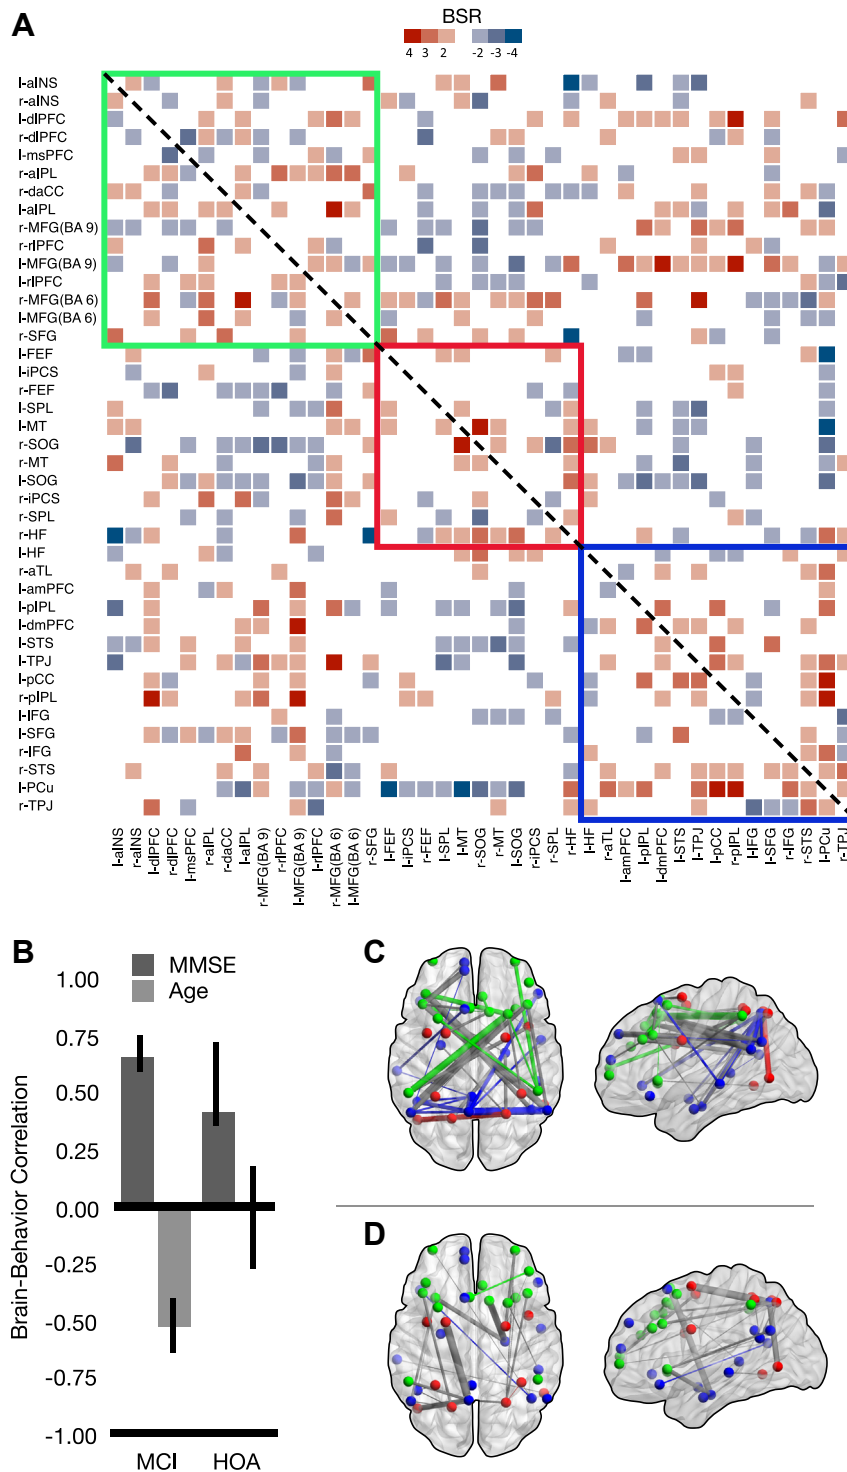 A
BSR
4 3 2 -2 -3 -4
l-aINS
r-aINS
l-dlPFC
r-dlPFC
l-msPFC
r-aIPL
r-daCC
l-aIPL
r-MFG(BA 9)
r-rlPFC
l-MFG(BA 9)
l-rlPFC
r-MFG(BA 6)
l-MFG(BA 6)
r-SFG
l-FEF
l-iPCS
r-FEF
l-SPL
l-MT
r-SOG
r-MT
l-SOG
r-iPCS
r-SPL
r-HF
l-HF
r-aTL
l-amPFC
l-pIPL
l-dmPFC
l-STS
l-TPJ
l-pCC
r-pIPL
l-IFG
l-SFG
r-IFG
r-STS
l-PCu
r-TPJ
l-aINS
r-aINS
l-dlPFC
r-dlPFC
l-msPFC
r-aIPL
r-daCC
l-aIPL
r-MFG(BA 9)
r-rlPFC
l-MFG(BA 9)
l-rlPFC
r-MFG(BA 6)
l-MFG(BA 6)
r-SFG
l-FEF
l-iPCS
r-FEF
l-SPL
l-MT
r-SOG
r-MT
l-SOG
r-iPCS
r-SPL
r-HF
l-HF
r-aTL
l-amPFC
l-pIPL
l-dmPFC
l-STS
l-TPJ
l-pCC
r-pIPL
l-IFG
l-SFG
r-IFG
r-STS
l-PCu
r-TPJ
B
MMSE
Age
Brain-Behavior Correlation
1.00
0.75
0.50
0.25
0.00
-0.25
-0.50
-0.75
-1.00
MCI HOA
C
D